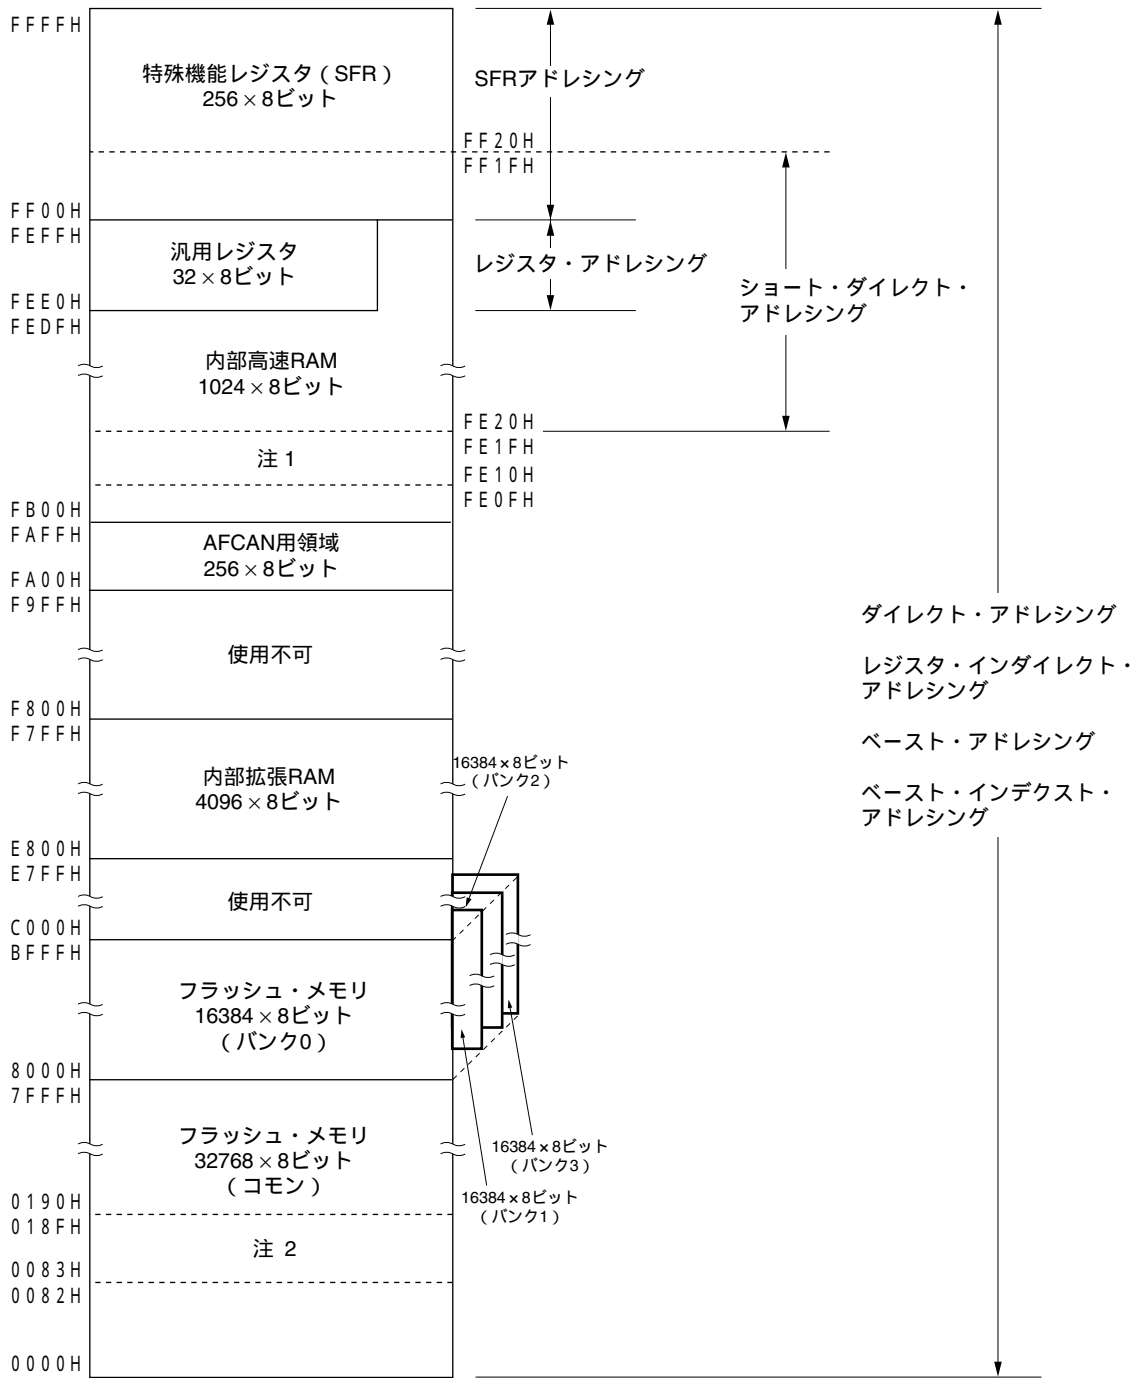 FFFFH
特殊機能レジスタ（SFR）
256×8ビット
SFRアドレシング
FF20H
FF1FH
FF00H
FEFFH
汎用レジスタ
32×8ビット
レジスタ・アドレシング
ショート・ダイレクト・
アドレシング
FEE0H
FEDFH
内部高速RAM
1024×8ビット
FE20H
FE1FH
注1
FE10H
FE0FH
FB00H
FAFFH
AFCAN用領域
256×8ビット
FA00H
F9FFH
使用不可
ダイレクト・アドレシング
レジスタ・インダイレクト・
アドレシング
ベースト・アドレシング
ベースト・インデクスト・
アドレシング
F800H
F7FFH
内部拡張RAM
4096×8ビット
16384×8ビット
（バンク2）
E800H
E7FFH
使用不可
C000H
BFFFH
フラッシュ・メモリ
16384×8ビット
（バンク0）
8000H
7FFFH
フラッシュ・メモリ
32768×8ビット
（コモン）
16384×8ビット
（バンク3）
16384×8ビット
（バンク1）
0190H
018FH
注 2
0083H
0082H
0000H